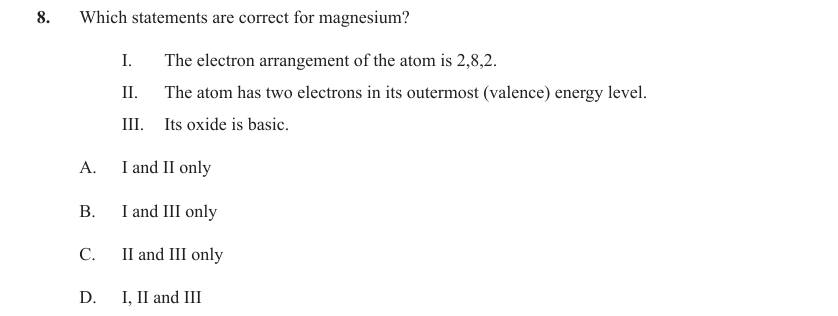 8. Which statements are correct for magnesium?
I. The electron arrangement of the atom is 2,8,2.
II. The atom has two electrons in its outermost (valence) energy level.
III. Its oxide is basic.
A. I and II only
B. I and III only
C. II and III only
D. I, II and III